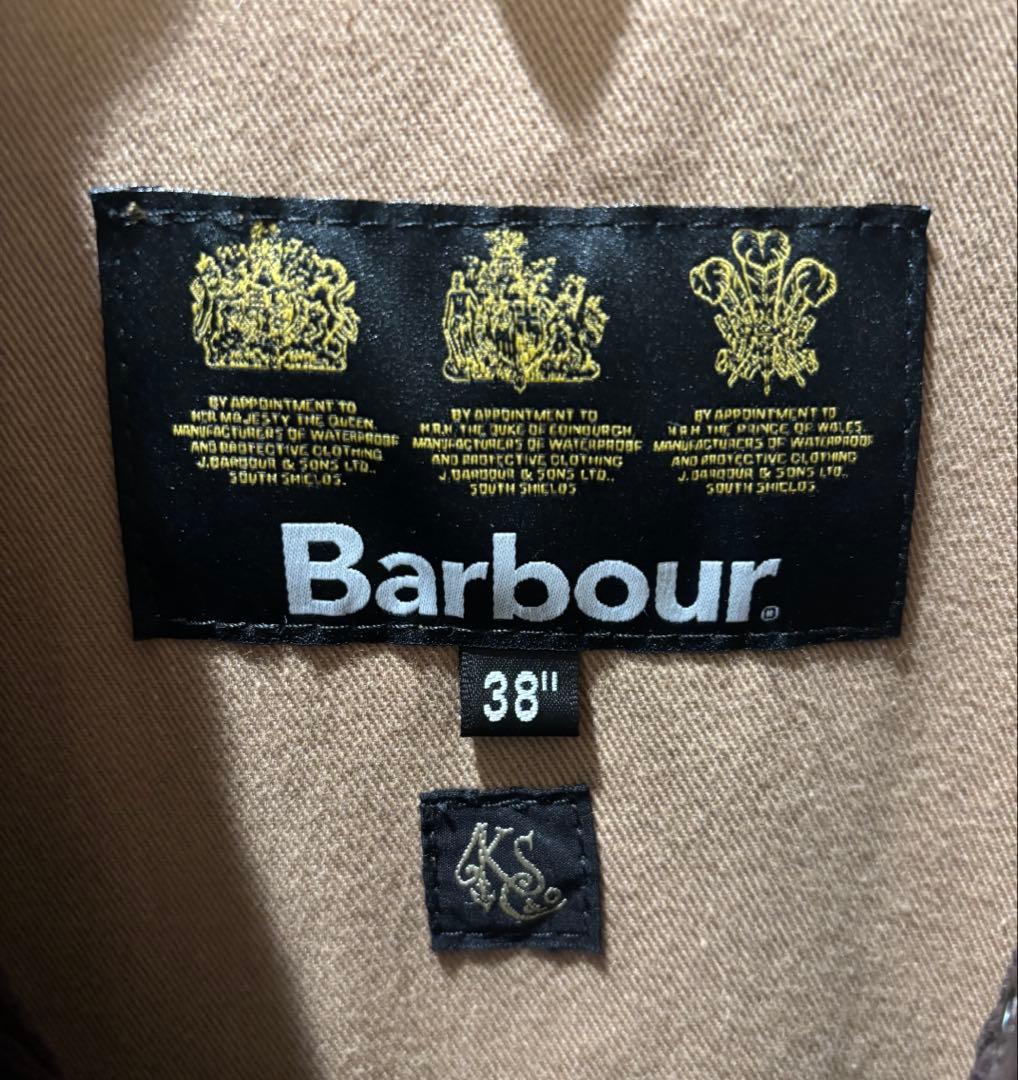 BY APPOINTMENT TO
HER MAJESTY THE QUEEN
MANUFACTURERS OF WATERPROOF
AND PROTECTIVE CLOTHING
J.BARBOUR & SONS LTD.,
SOUTH SHIELDS.
BY APPOINTMENT TO
H.R.H. THE DUKE OF EDINBURGH
MANUFACTURERS OF WATERPROOF
AND PROTECTIVE CLOTHING
J.BARBOUR & SONS LTD.,
SOUTH SHIELDS
BY APPOINTMENT TO
H.R.H THE PRINCE OF WALES
MANUFACTURERS OF WATERPROOF
AND PROTECTIVE CLOTHING
J.BARBOUR & SONS LTD.,
SOUTH SHIELDS
Barbour®
38"